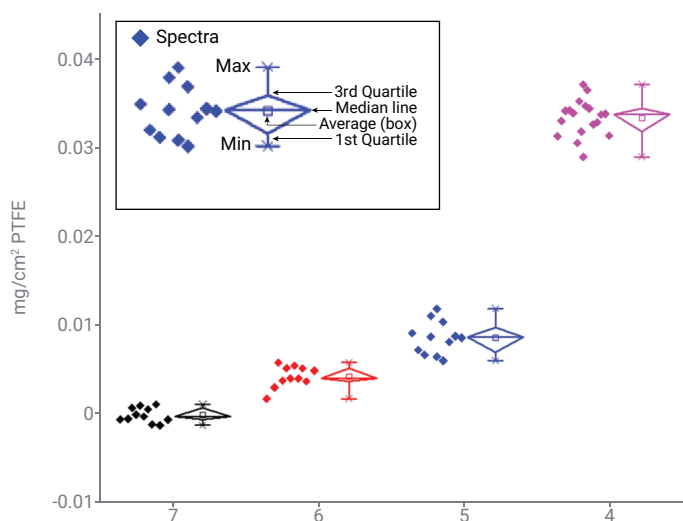 Spectra
Max
3rd Quartile
Median line
Average (box)
Min
1st Quartile
mg/cm² PTFE
0.04
0.03
0.02
0.01
0
-0.01
7 6 5 4